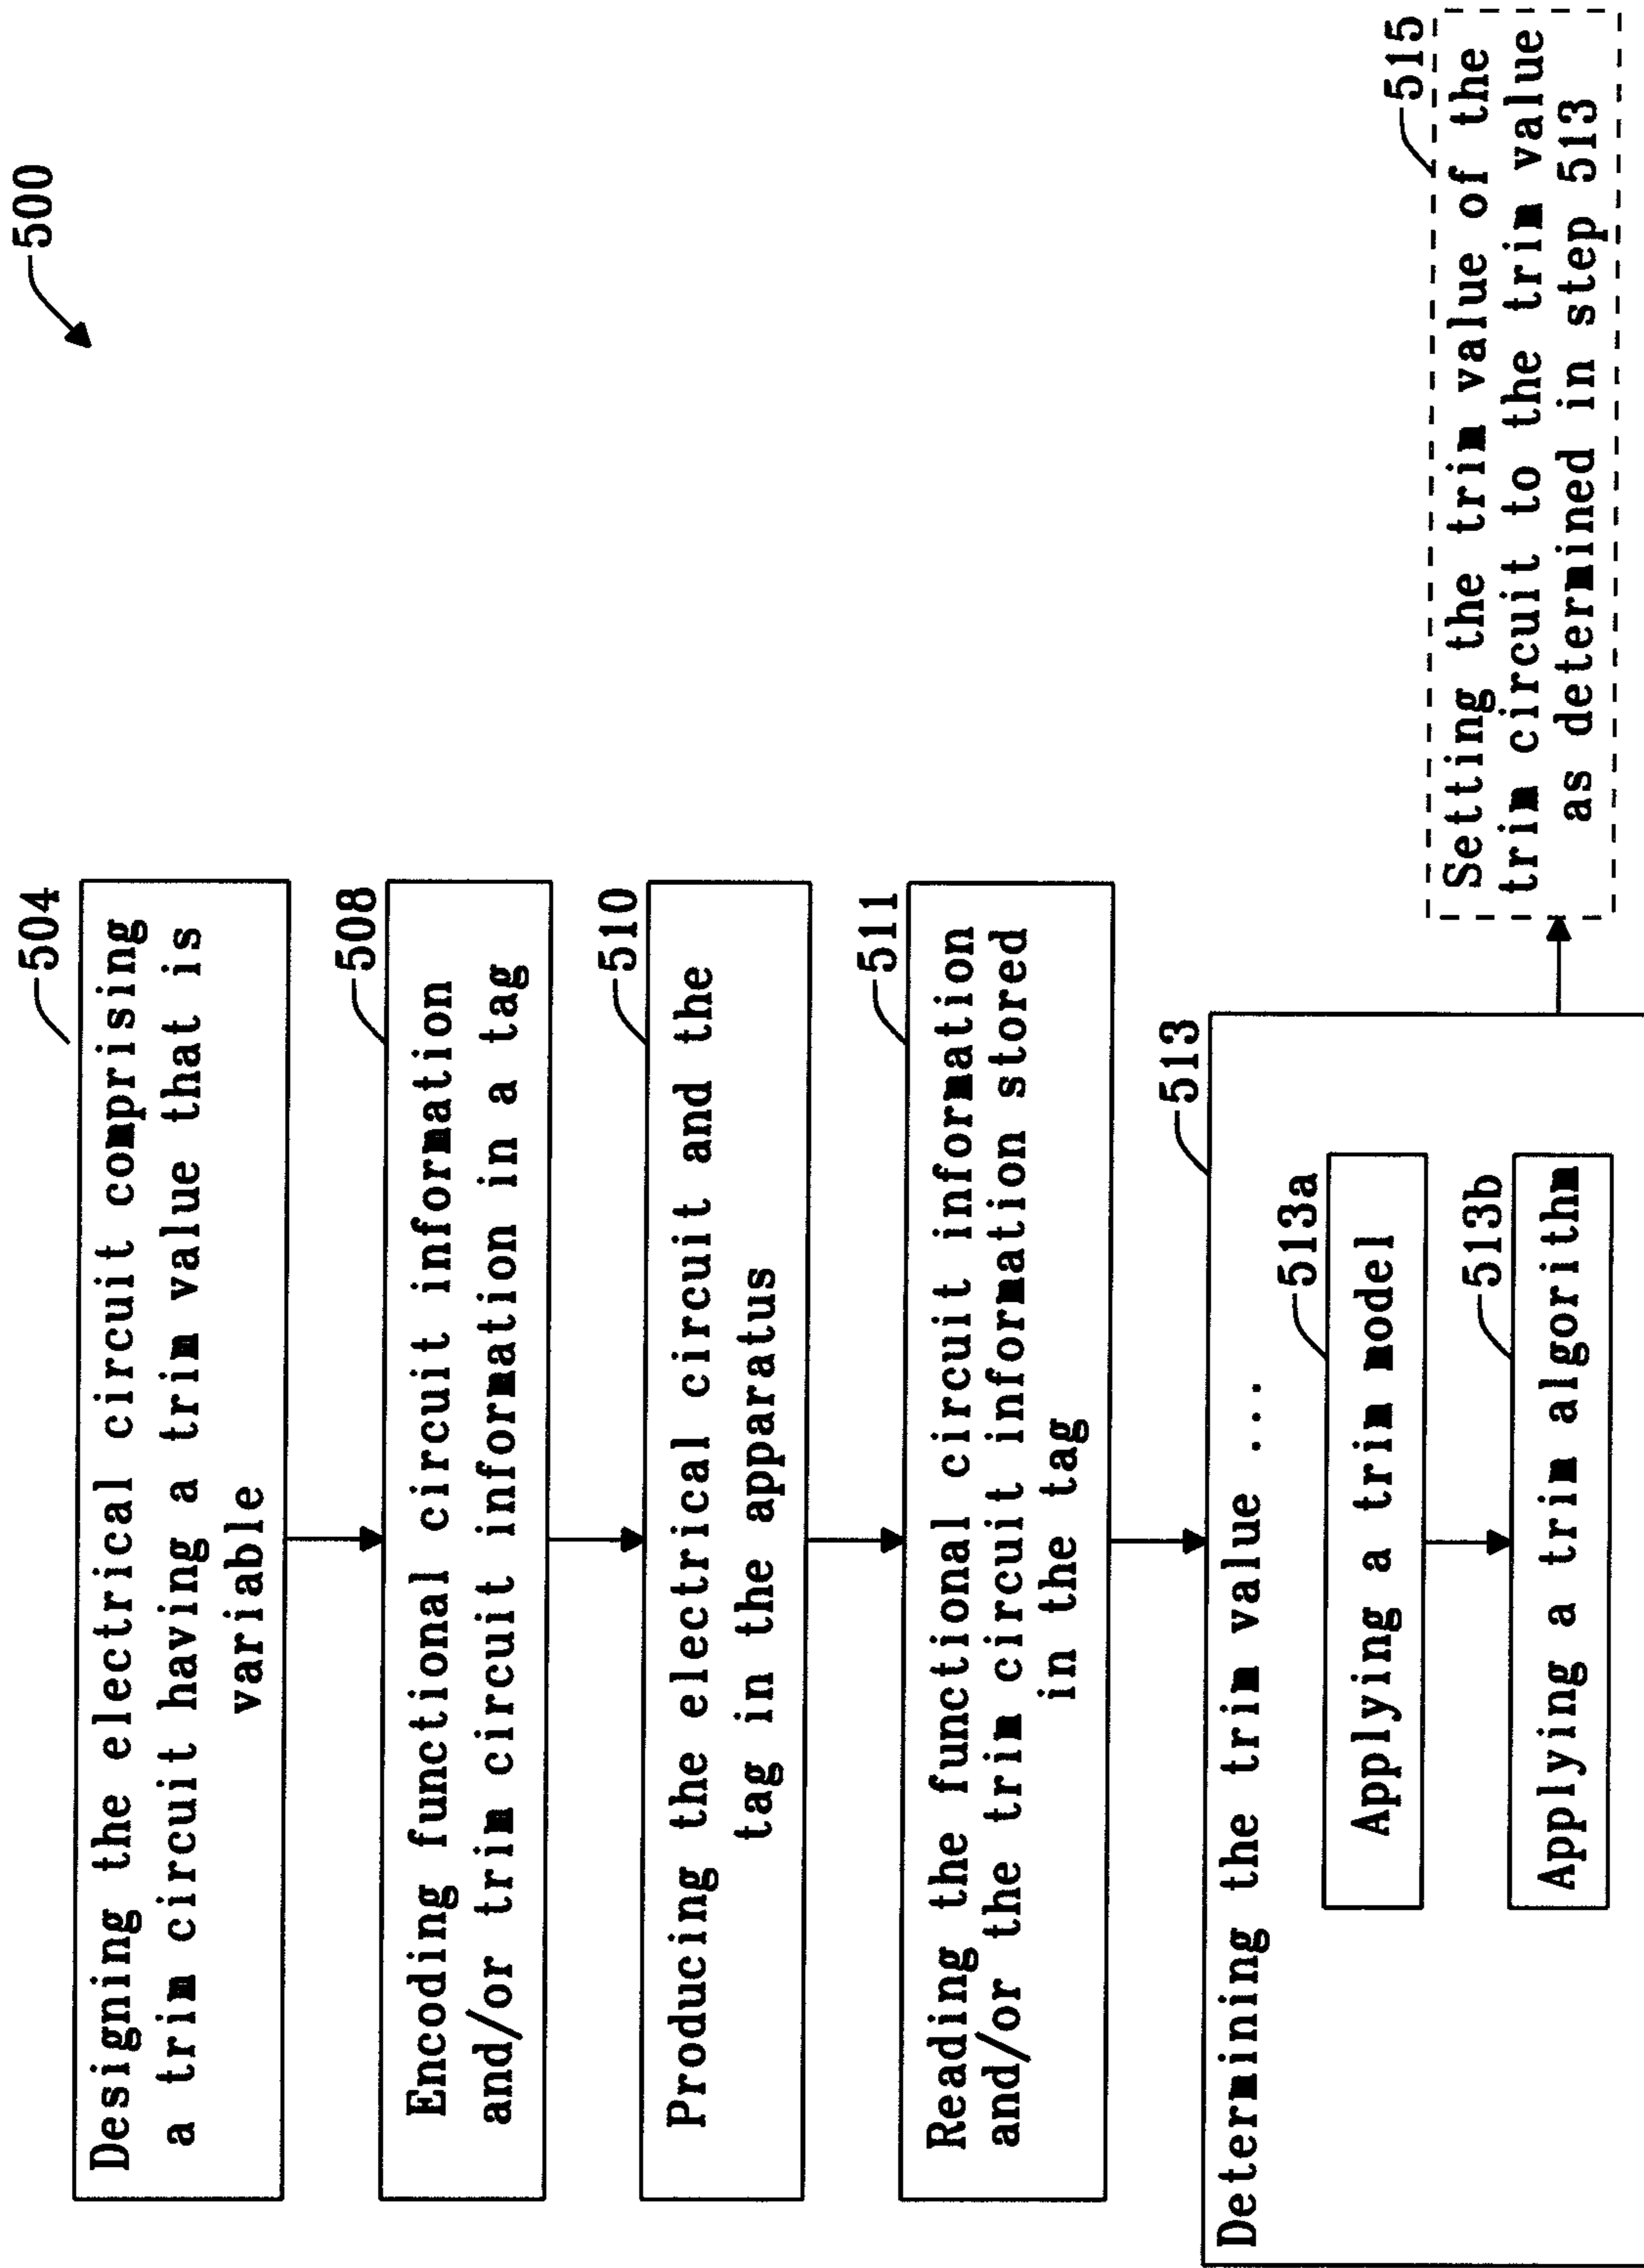 500
504
Designing the electrical circuit comprising
a trim circuit having a trim value that is
variable
508
Encoding functional circuit information
and/or trim circuit information in a tag
510
Producing the electrical circuit and the
tag in the apparatus
511
Reading the functional circuit information
and/or the trim circuit information stored
in the tag
513
Determining the trim value ...
513a
Applying a trim model
513b
Applying a trim algorithm
515
Setting the trim value of the
trim circuit to the trim value
as determined in step 513